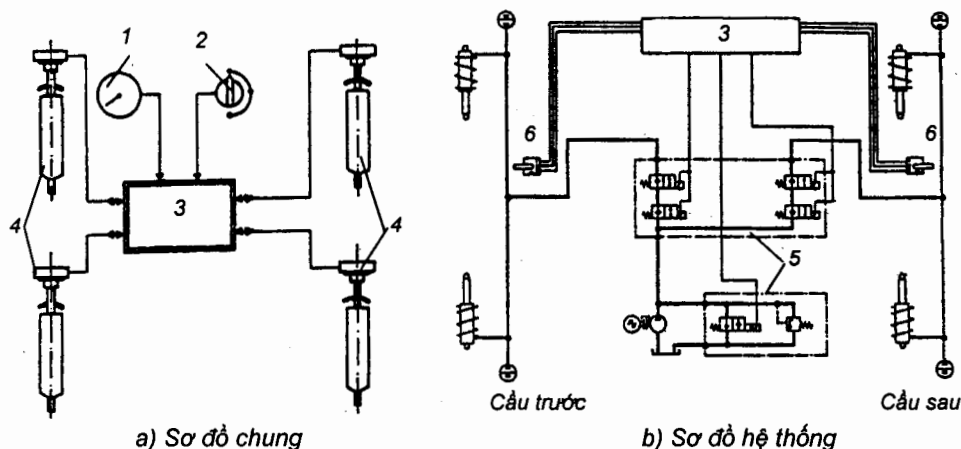 1
2
3
4
4
a) Sơ đồ chung
3
6
6
5
Cầu trước
Cầu sau
b) Sơ đồ hệ thống